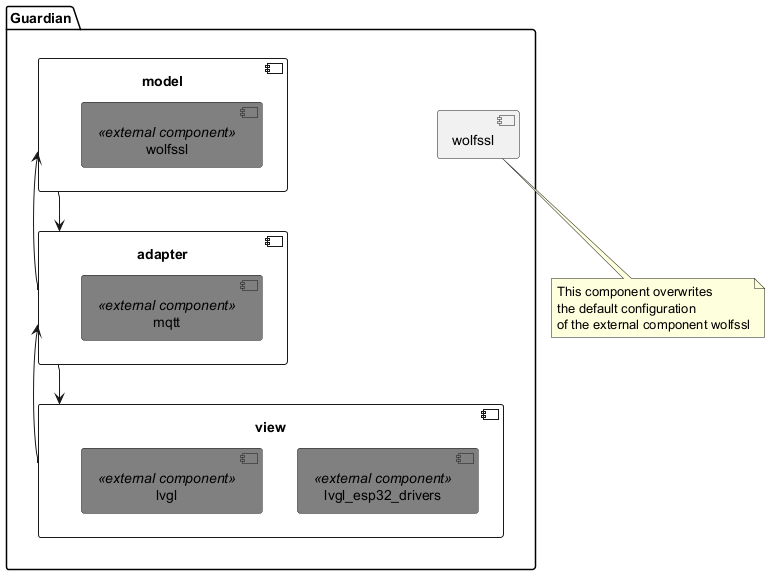 Guardian
model
«external component»
wolfssl
wolfssl
adapter
«external component»
mqtt
This component overwrites
the default configuration
of the external component wolfssl
view
«external component»
lvgl
«external component»
lvgl_esp32_drivers